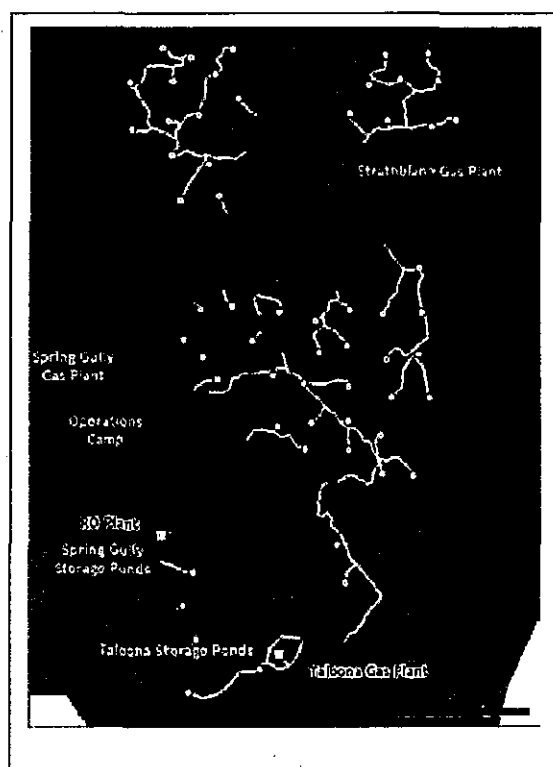 Strathblane Gas Plant
Spring Gully
Gas Plant
Operations
Camp
RO Plant
Spring Gully
Storage Ponds
Taloona Storage Ponds
Taloona Gas Plant